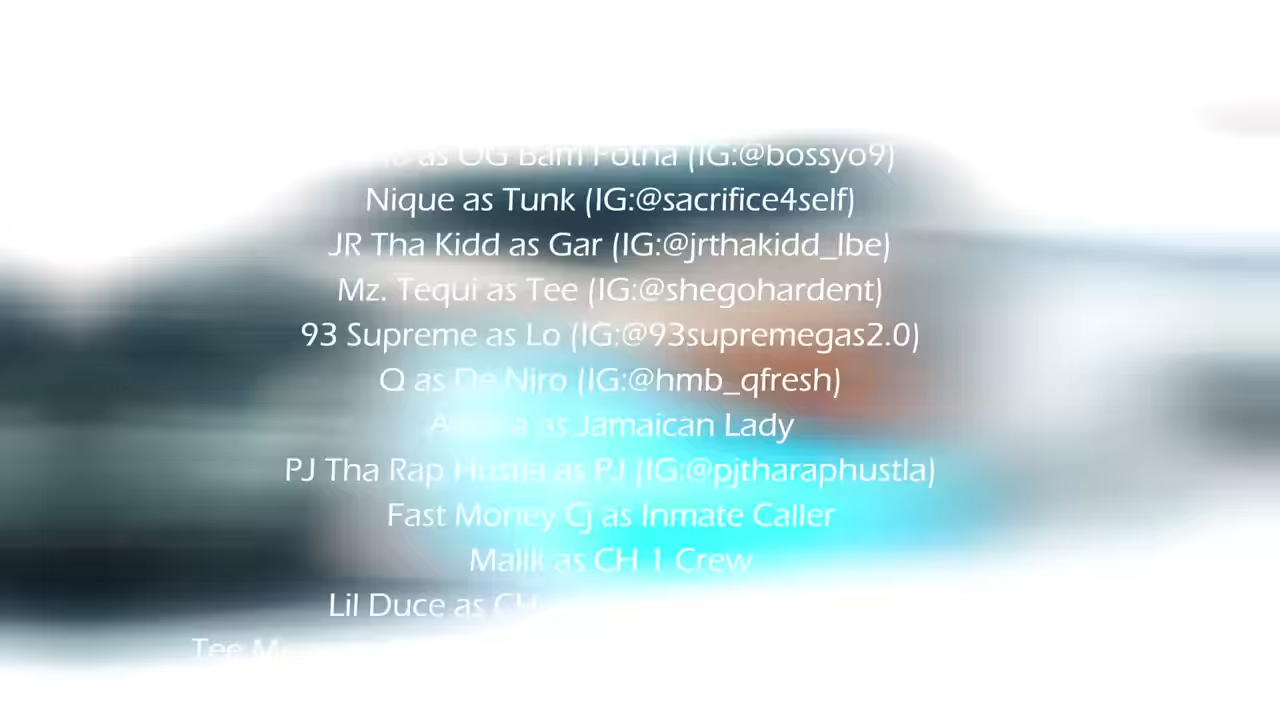 as OG Baffi Potna (IG:@bossyo9)
Nique as Tunk (IG:@sacrifice4self)
JR Tha Kidd as Gar (IG:@jrthakidd_lbe)
Mz. Tequi as Tee (IG:@shegohardent)
93 Supreme as Lo (IG:@93supremegas2.0)
Q as De Niro (IG:@hmb_qfresh)
as Jamaican Lady
PJ Tha Rap Hustla as PJ (IG:@pjtharaphustla)
Fast Money Cj as Inmate Caller
Malik as CH 1 Crew
Lil Duce as CH
Tee